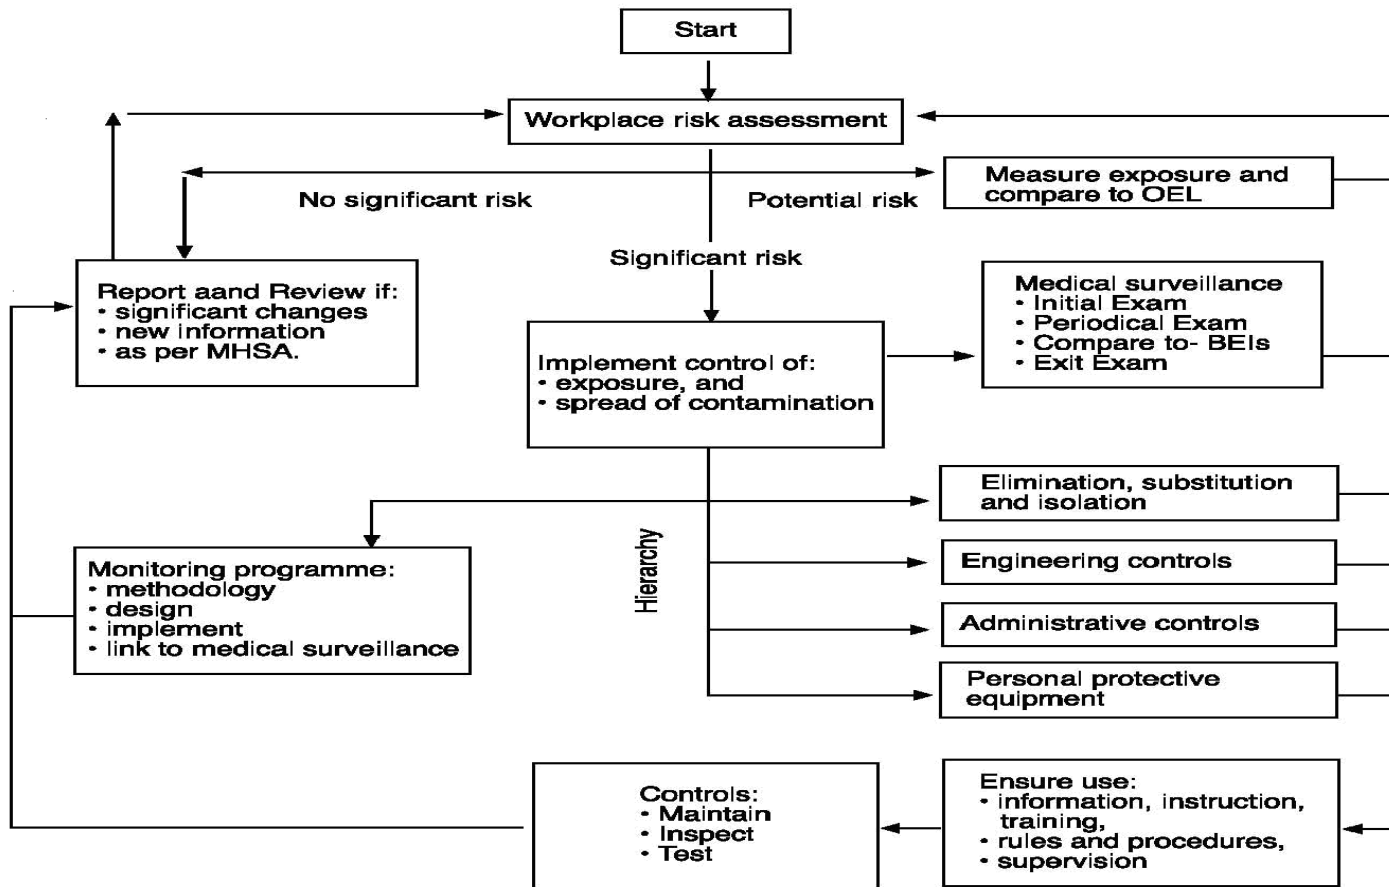 Start
Workplace risk assessment
No significant risk
Potential risk
Measure exposure and
compare to OEL
Significant risk
Report aand Review if:
• significant changes
• new information
• as per MHSA.
Implement control of:
• exposure, and
• spread of contamination
Medical surveillance
• Initial Exam
• Periodical Exam
• Compare to- BEIs
• Exit Exam
Hierarchy
Elimination, substitution
and isolation
Engineering controls
Administrative controls
Personal protective
equipment
Monitoring programme:
• methodology
• design
• implement
• link to medical surveillance
Controls:
• Maintain
• Inspect
• Test
Ensure use:
• information, instruction,
training,
• rules and procedures,
• supervision